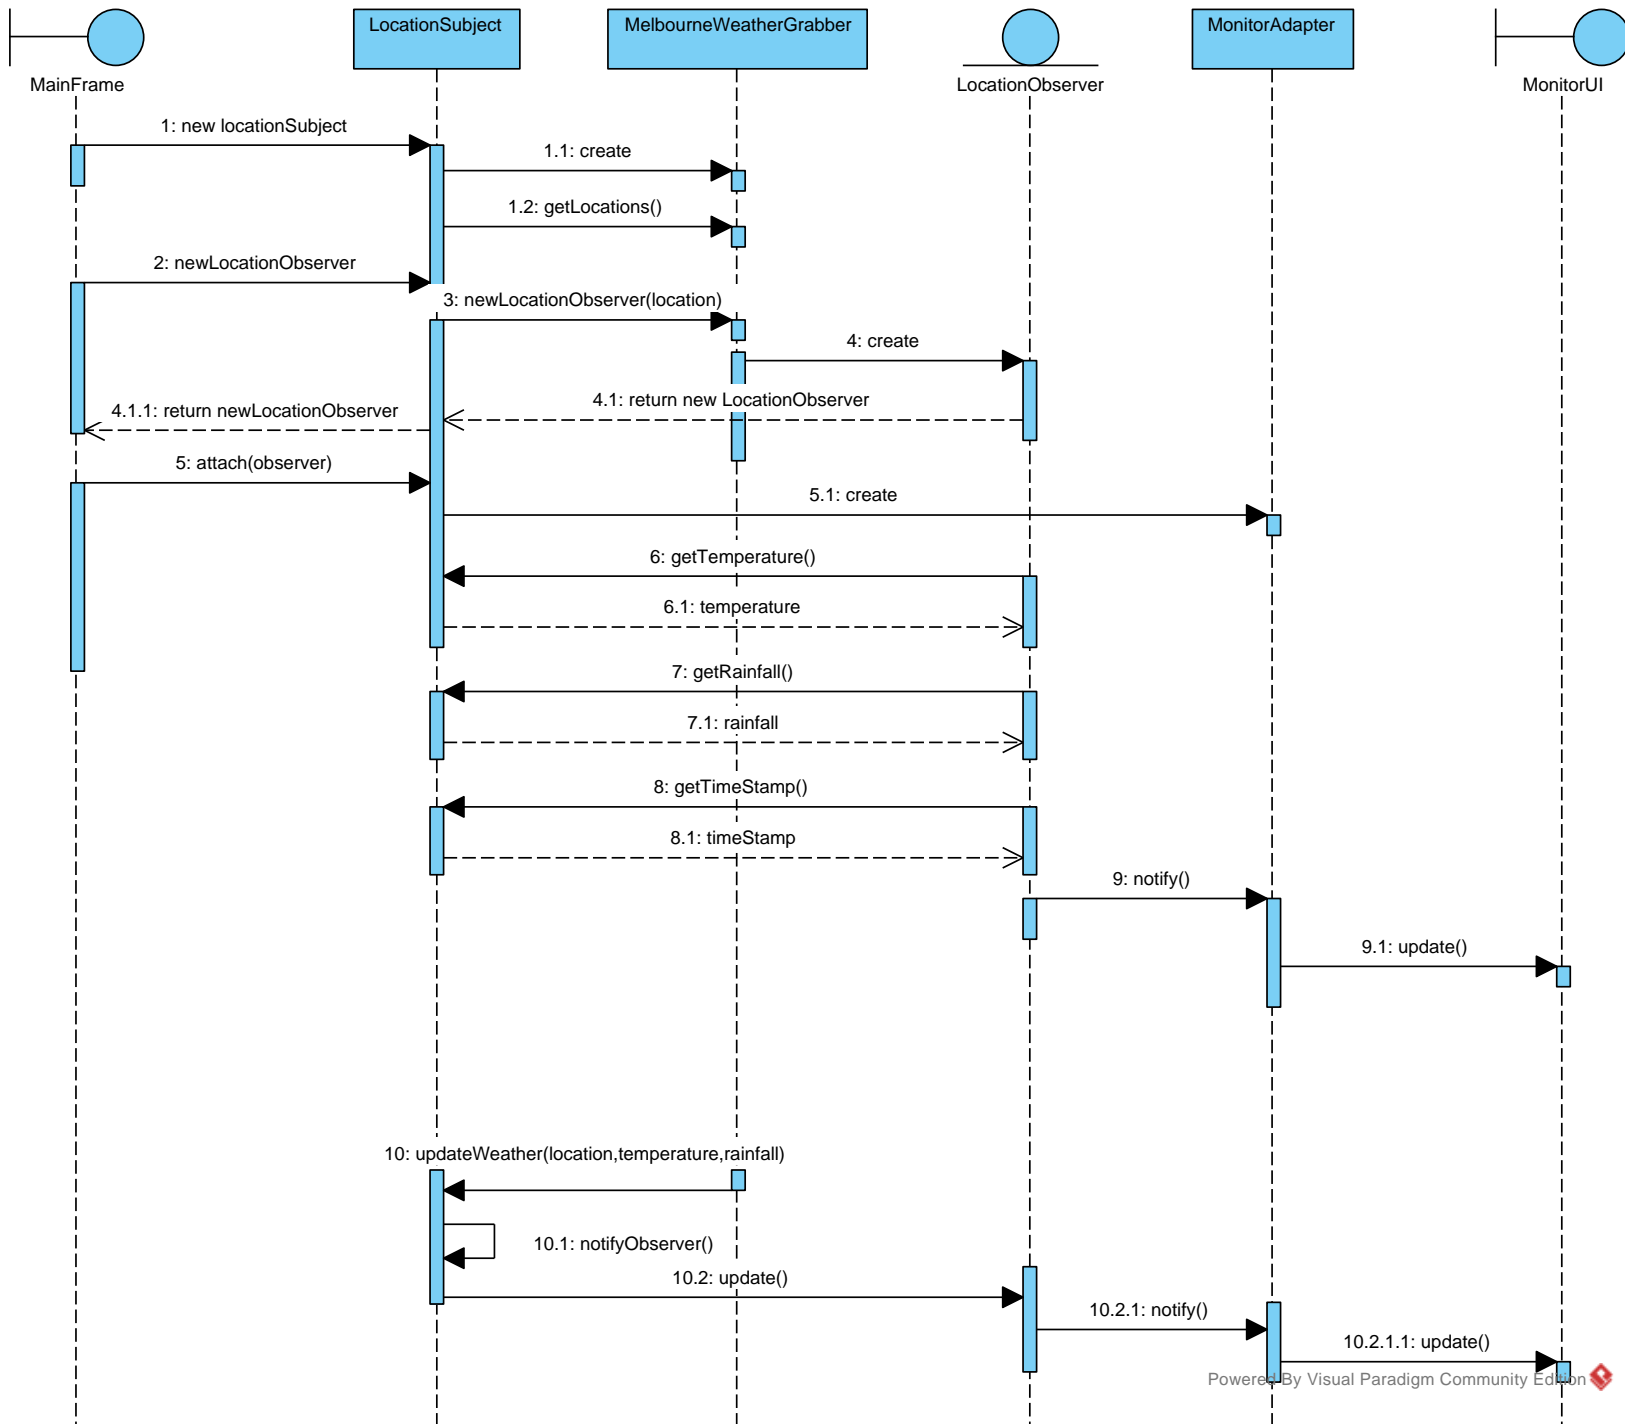 LocationSubject
MelbourneWeatherGrabber
MonitorAdapter
MainFrame
LocationObserver
MonitorUI
1: new locationSubject
1.1: create
1.2: getLocations()
2: newLocationObserver
3: newLocationObserver(location)
4: create
4.1: return new LocationObserver
4.1.1: return newLocationObserver
5: attach(observer)
5.1: create
6: getTemperature()
6.1: temperature
7: getRainfall()
7.1: rainfall
8: getTimeStamp()
8.1: timeStamp
9: notify()
9.1: update()
10: updateWeather(location,temperature,rainfall)
10.1: notifyObserver()
10.2: update()
10.2.1: notify()
10.2.1.1: update()
Powered By Visual Paradigm Community Edition